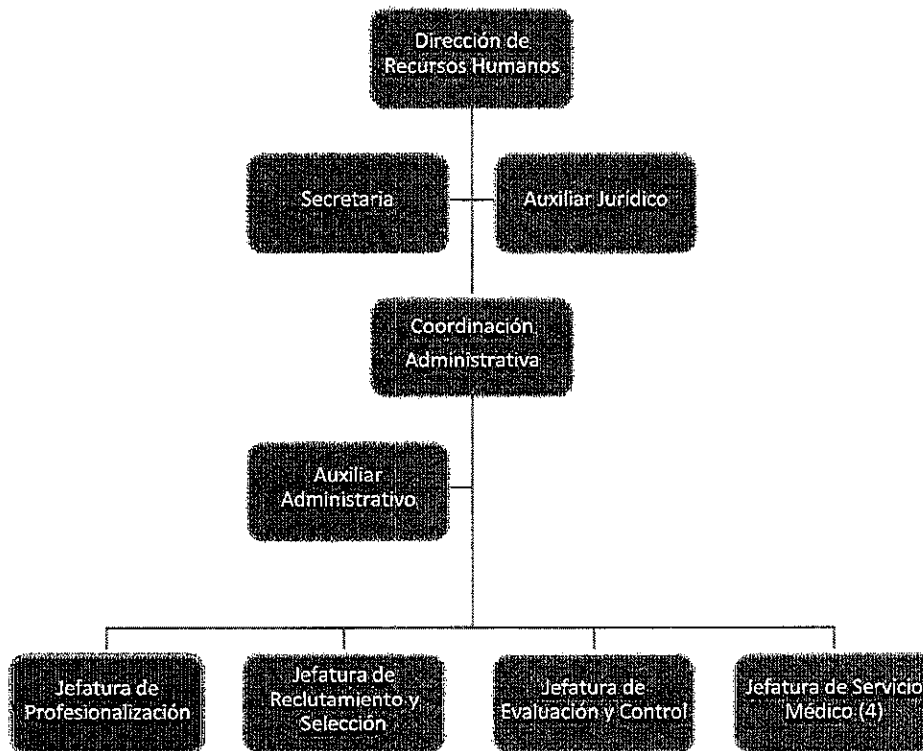 Dirección de
Recursos Humanos
Secretaria
Auxiliar Jurídico
Coordinación
Administrativa
Auxiliar
Administrativo
Jefatura de
Profesionalización
Jefatura de
Reclutamiento y
Selección
Jefatura de
Evaluación y Control
Jefatura de Servicio
Médico (4)